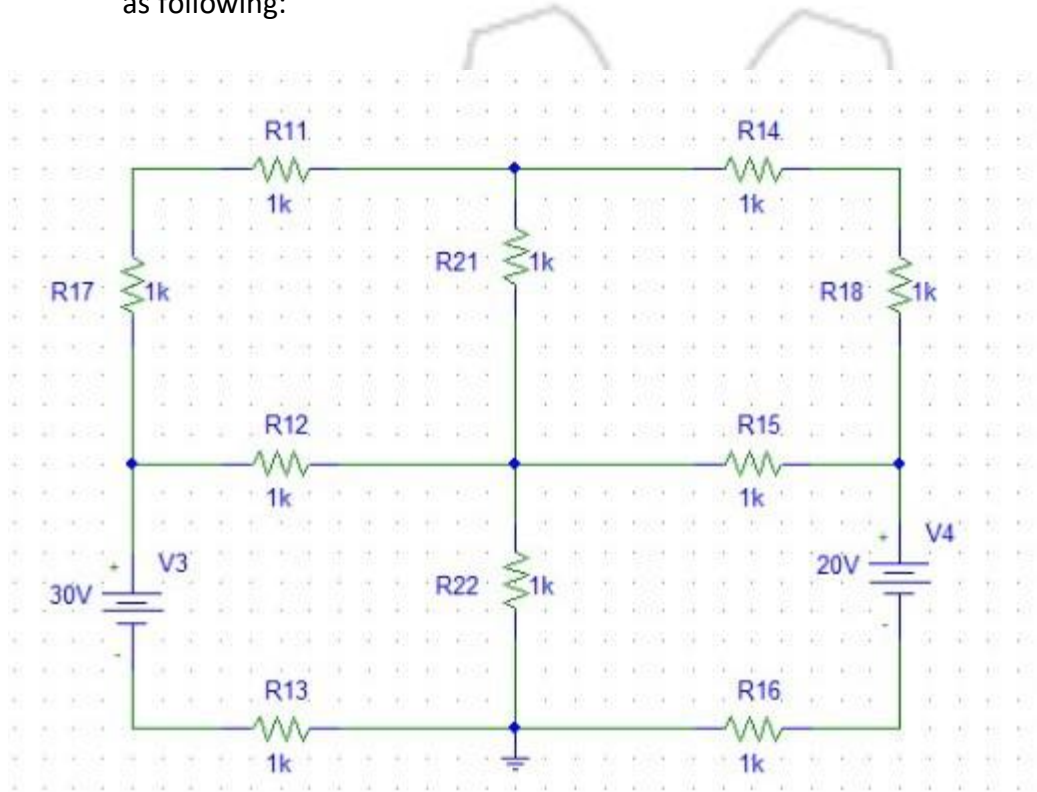 as following:
R11
R14
1k
1k
R21
1k
R17
1k
R18
1k
R12
R15
1k
1k
+
V4
+
V3
20V
R22
1k
30V
-
-
R13
R16
1k
1k